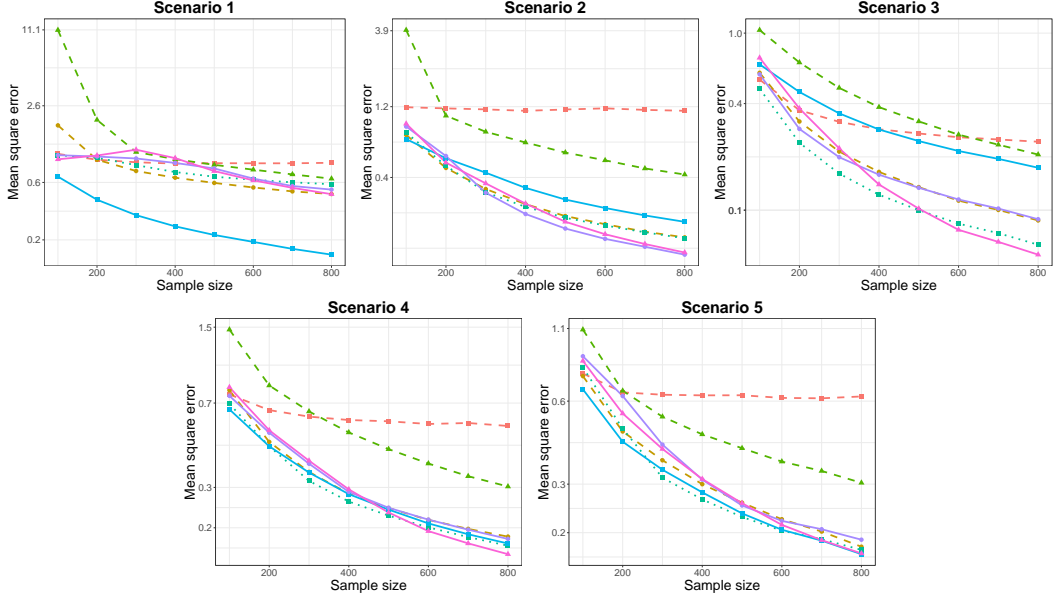 Scenario 1
Mean square error
11.1
2.6
0.6
0.2
200
400
600
800
Sample size
Scenario 2
Mean square error
3.9
1.2
0.4
200
400
600
800
Sample size
Scenario 3
Mean square error
1.0
0.4
0.1
200
400
600
800
Sample size
Scenario 4
Mean square error
1.5
0.7
0.3
0.2
200
400
600
800
Sample size
Scenario 5
Mean square error
1.1
0.6
0.3
0.2
200
400
600
800
Sample size